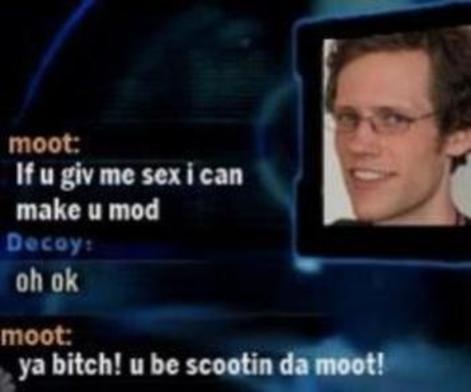 moot:
If u giv me sex i can
make u mod
Decoy:
oh ok
moot:
ya bitch! u be scootin da moot!